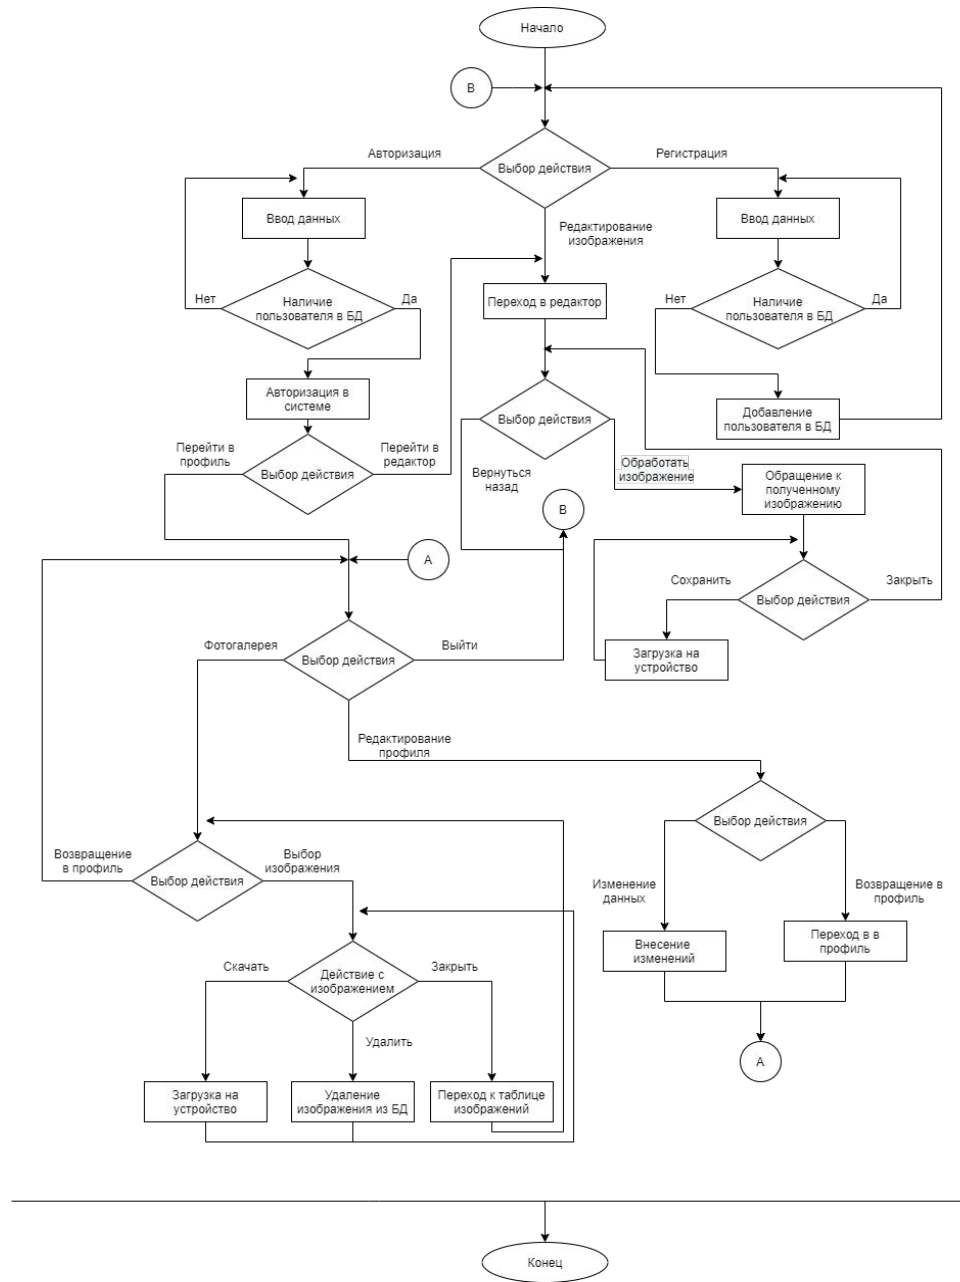 Начало
В
Выбор действия
Авторизация
Регистрация
Редактирование
изображения
Ввод данных
Ввод данных
Нет
Наличие
пользователя в БД
Да
Переход в редактор
Нет
Наличие
пользователя в БД
Да
Авторизация в
системе
Выбор действия
Добавление
пользователя в БД
Перейти в
профиль
Выбор действия
Перейти в
редактор
Вернуться
назад
Обработать
изображение
Обращение к
полученному
изображению
В
А
Сохранить
Выбор действия
Закрыть
Фотогалерея
Выбор действия
Выйти
Загрузка на
устройство
Редактирование
профиля
Выбор действия
Возвращение
в профиль
Выбор действия
Выбор
изображения
Изменение
данных
Возвращение в
профиль
Внесение
изменений
Переход в в
профиль
Скачать
Действие с
изображением
Закрыть
Удалить
А
Загрузка на
устройство
Удаление
изображения из БД
Переход к таблице
изображений
Конец